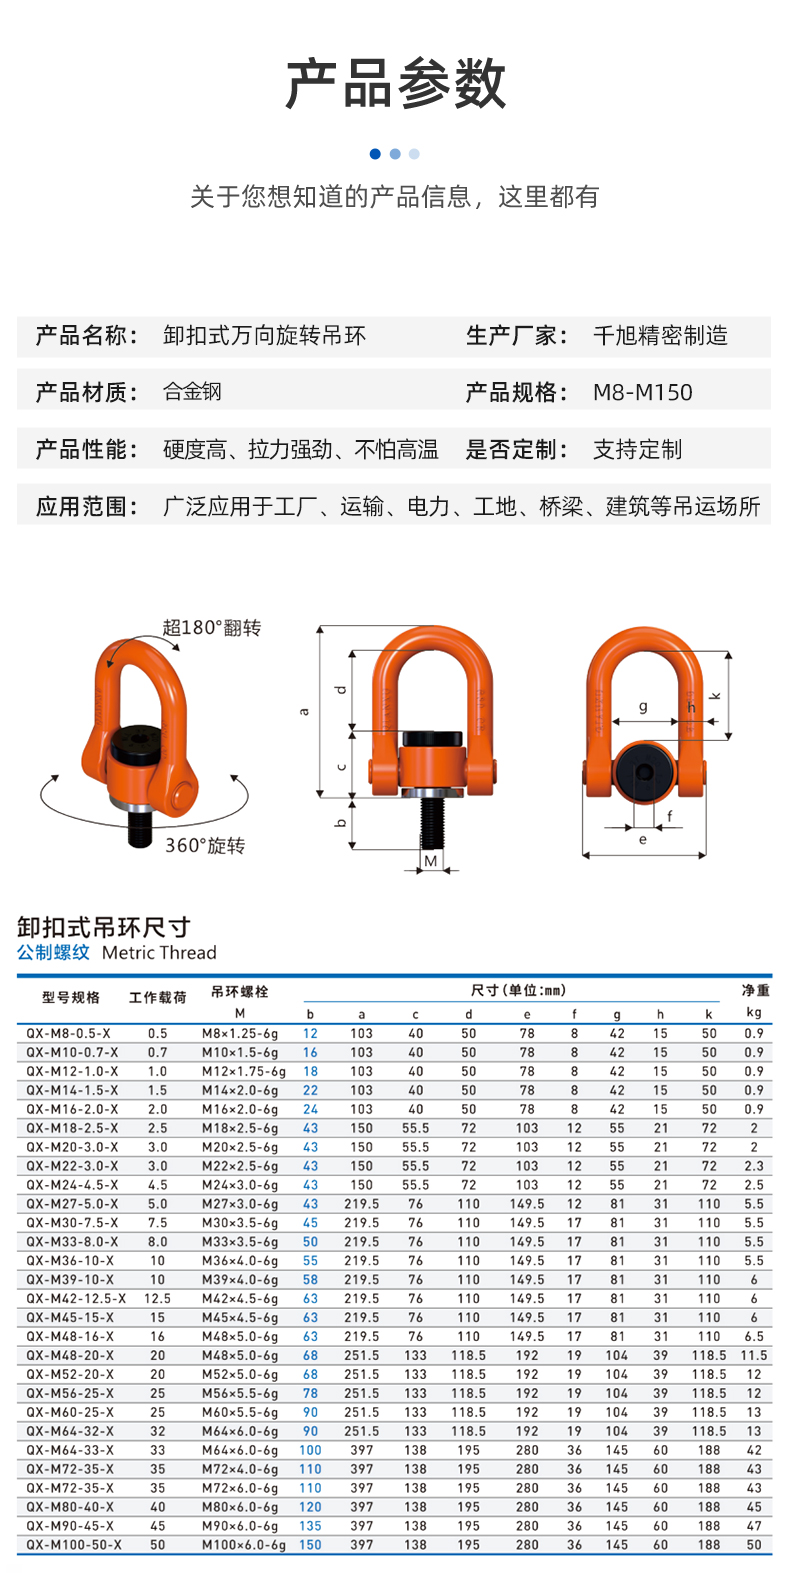 产品参数
关于您想知道的产品信息，这里都有
产品名称： 卸扣式万向旋转吊环 生产厂家： 千旭精密制造
产品材质： 合金钢 产品规格： M8-M150
产品性能： 硬度高、拉力强劲、不怕高温 是否定制： 支持定制
应用范围： 广泛应用于工厂、运输、电力、工地、桥梁、建筑等吊运场所
超180°翻转
360°旋转
a
d
c
b
M
g
h
k
f
e
卸扣式吊环尺寸
公制螺纹 Metric Thread
型号规格 工作载荷 吊环螺栓 尺寸(单位:mm) 净重
M b a c d e f g h k kg
QX-M8-0.5-X 0.5 M8×1.25-6g 12 103 40 50 78 8 42 15 50 0.9
QX-M10-0.7-X 0.7 M10×1.5-6g 16 103 40 50 78 8 42 15 50 0.9
QX-M12-1.0-X 1.0 M12×1.75-6g 18 103 40 50 78 8 42 15 50 0.9
QX-M14-1.5-X 1.5 M14×2.0-6g 22 103 40 50 78 8 42 15 50 0.9
QX-M16-2.0-X 2.0 M16×2.0-6g 24 103 40 50 78 8 42 15 50 0.9
QX-M18-2.5-X 2.5 M18×2.5-6g 43 150 55.5 72 103 12 55 21 72 2
QX-M20-3.0-X 3.0 M20×2.5-6g 43 150 55.5 72 103 12 55 21 72 2
QX-M22-3.0-X 3.0 M22×2.5-6g 43 150 55.5 72 103 12 55 21 72 2.3
QX-M24-4.5-X 4.5 M24×3.0-6g 43 150 55.5 72 103 12 55 21 72 2.5
QX-M27-5.0-X 5.0 M27×3.0-6g 43 219.5 76 110 149.5 12 81 31 110 5.5
QX-M30-7.5-X 7.5 M30×3.5-6g 45 219.5 76 110 149.5 17 81 31 110 5.5
QX-M33-8.0-X 8.0 M33×3.5-6g 50 219.5 76 110 149.5 17 81 31 110 5.5
QX-M36-10-X 10 M36×4.0-6g 55 219.5 76 110 149.5 17 81 31 110 5.5
QX-M39-10-X 10 M39×4.0-6g 58 219.5 76 110 149.5 17 81 31 110 6
QX-M42-12.5-X 12.5 M42×4.5-6g 63 219.5 76 110 149.5 17 81 31 110 6
QX-M45-15-X 15 M45×4.5-6g 63 219.5 76 110 149.5 17 81 31 110 6
QX-M48-16-X 16 M48×5.0-6g 63 219.5 76 110 149.5 17 81 31 110 6.5
QX-M48-20-X 20 M48×5.0-6g 68 251.5 133 118.5 192 19 104 39 118.5 11.5
QX-M52-20-X 20 M52×5.0-6g 68 251.5 133 118.5 192 19 104 39 118.5 12
QX-M56-25-X 25 M56×5.5-6g 78 251.5 133 118.5 192 19 104 39 118.5 12
QX-M60-25-X 25 M60×5.5-6g 90 251.5 133 118.5 192 19 104 39 118.5 13
QX-M64-32-X 32 M64×6.0-6g 90 251.5 133 118.5 192 19 104 39 118.5 13
QX-M64-33-X 33 M64×6.0-6g 100 397 138 195 280 36 145 60 188 42
QX-M72-35-X 35 M72×4.0-6g 110 397 138 195 280 36 145 60 188 43
QX-M72-35-X 35 M72×6.0-6g 110 397 138 195 280 36 145 60 188 43
QX-M80-40-X 40 M80×6.0-6g 120 397 138 195 280 36 145 60 188 45
QX-M90-45-X 45 M90×6.0-6g 135 397 138 195 280 36 145 60 188 47
QX-M100-50-X 50 M100×6.0-6g 150 397 138 195 280 36 145 60 188 50